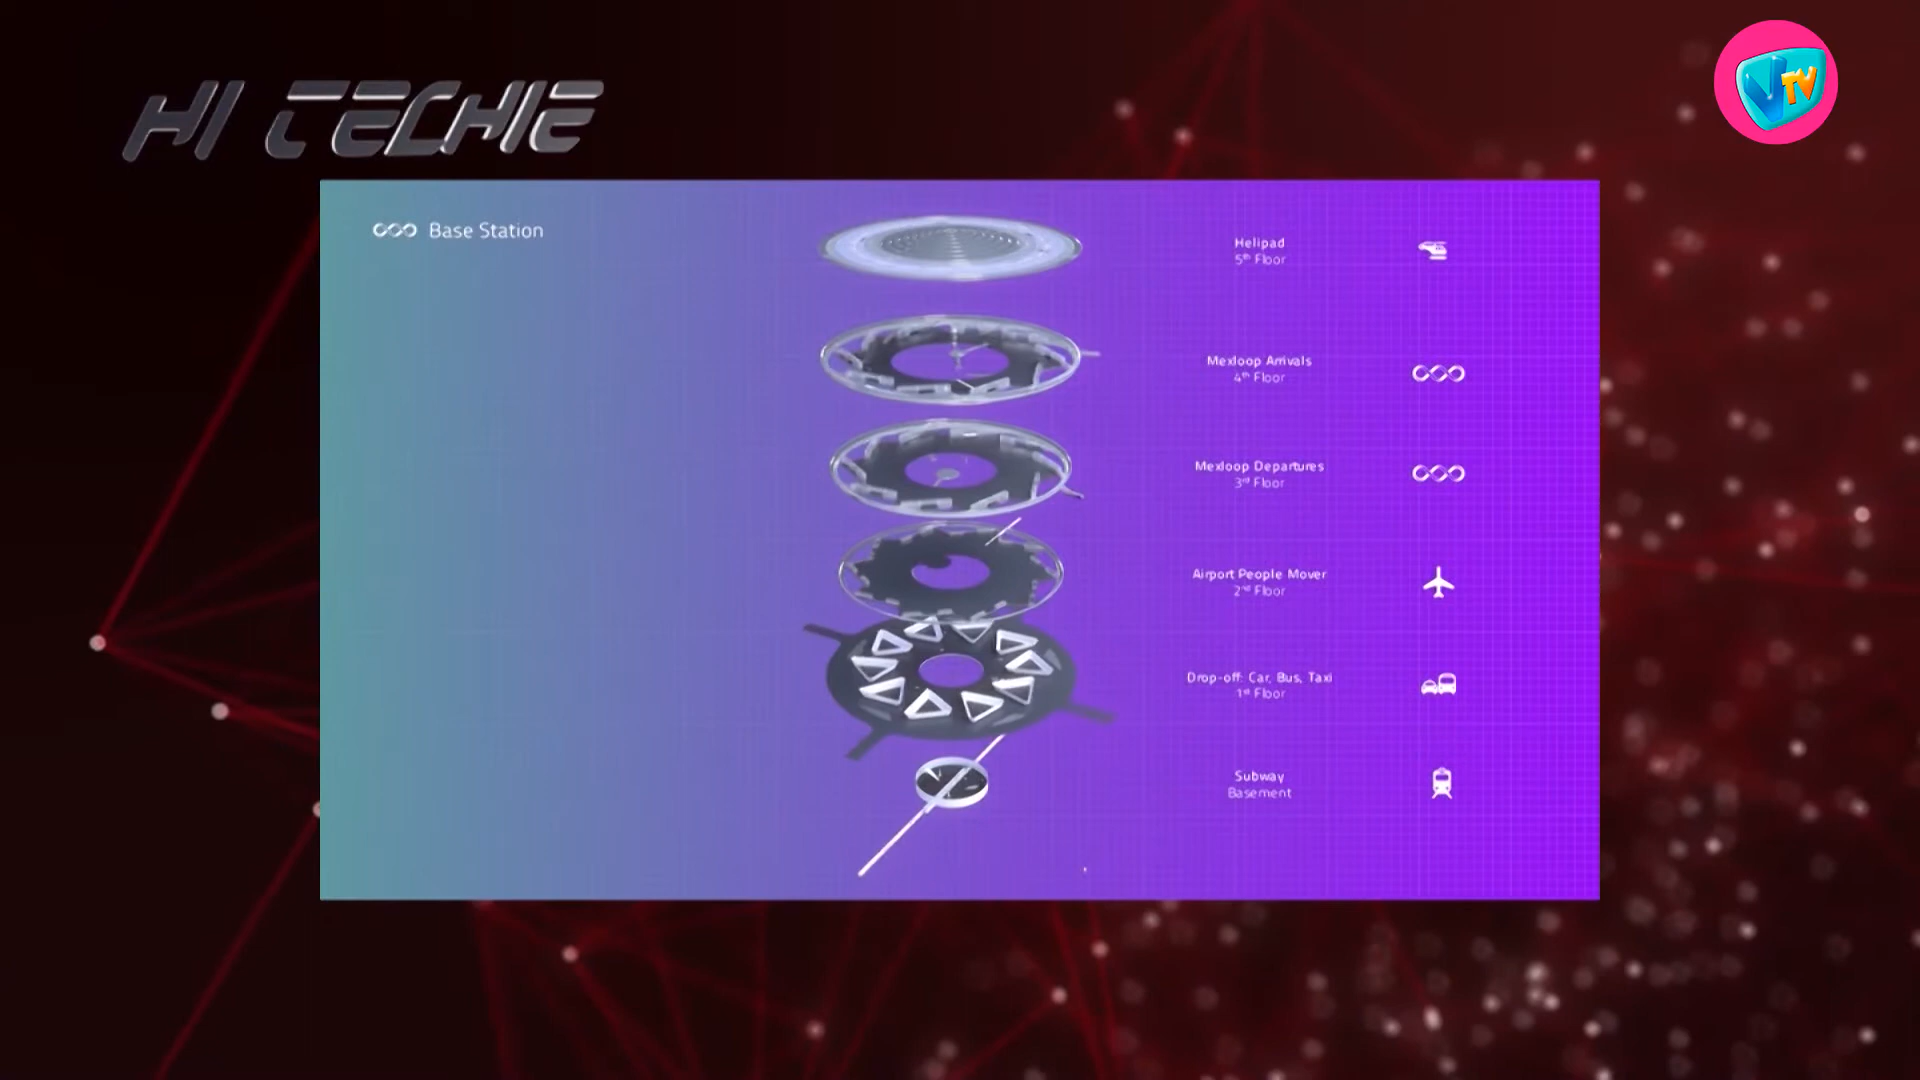 HI TECHIE
VTV
Base Station
Helipad
5th Floor
Mexloop Arrivals
4th Floor
Mexloop Departures
3rd Floor
Airport People Mover
2nd Floor
Drop-off: Car, Bus, Taxi
1st Floor
Subway
Basement